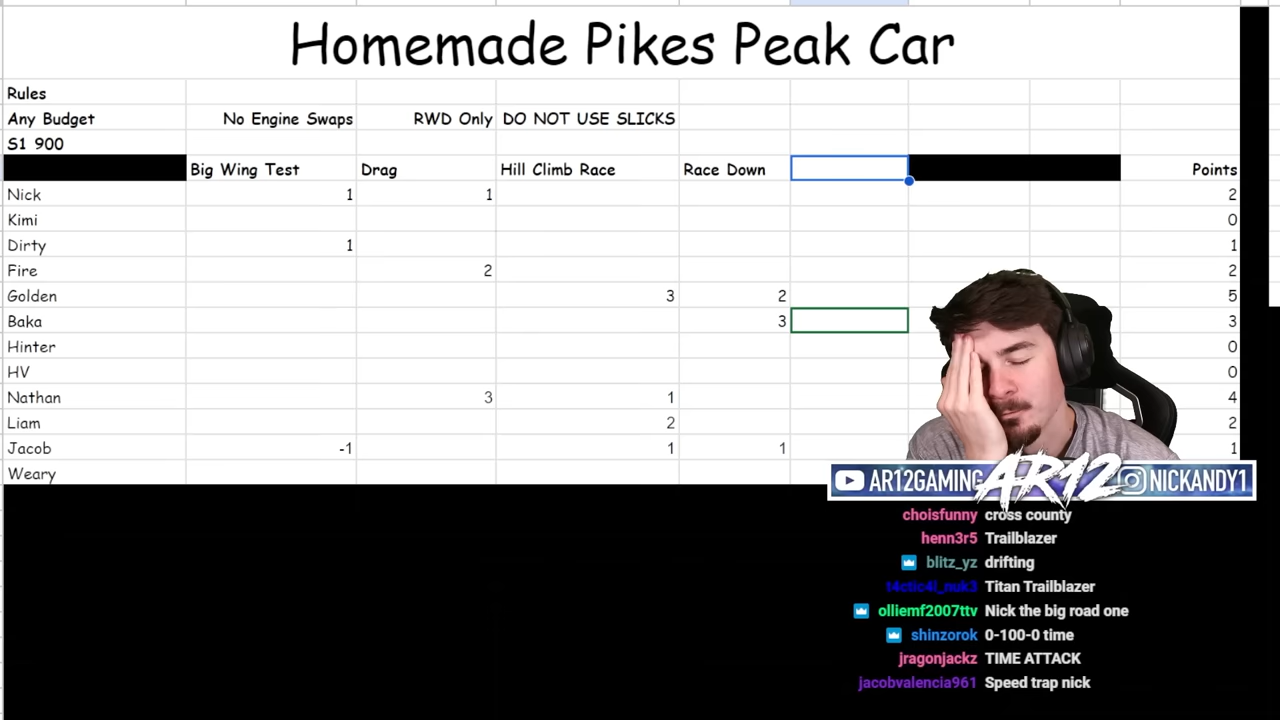 Homemade Pikes Peak Car
Rules
Any Budget No Engine Swaps RWD Only DO NOT USE SLICKS
S1 900
Big Wing Test Drag Hill Climb Race Race Down Points
Nick 1 1 2
Kimi 0
Dirty 1 1
Fire 2 2
Golden 3 2 5
Baka 3 3
Hinter 0
HV 0
Nathan 3 1 4
Liam 2 2
Jacob -1 1 1 1
Weary
AR12GAMING AR12 NICKANDY1
choisfunny cross county
henn3r5 Trailblazer
blitz_yz drifting
t4ctic4l_nuk3 Titan Trailblazer
olliemf2007ttv Nick the big road one
shinzorok 0-100-0 time
jragonjackz TIME ATTACK
jacobvalencia961 Speed trap nick